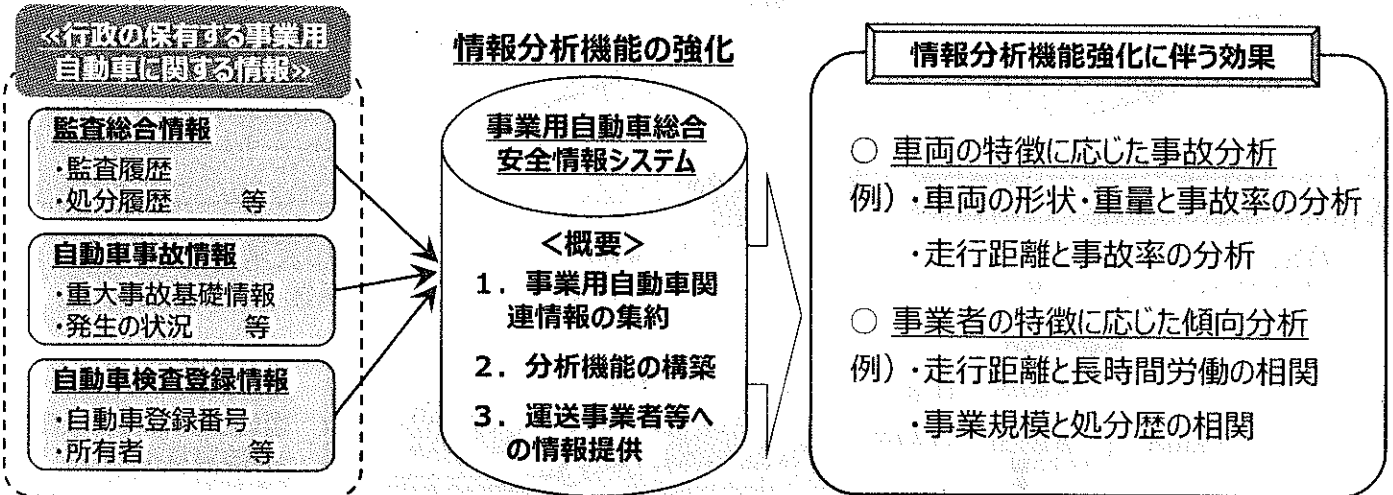 ≪行政の保有する事業用
自動車に関する情報≫
監査総合情報
・監査履歴
・処分履歴　　等
自動車事故情報
・重大事故基礎情報
・発生の状況　　等
自動車検査登録情報
・自動車登録番号
・所有者　　　　等
情報分析機能の強化
事業用自動車総合
安全情報システム
＜概要＞
１．事業用自動車関
連情報の集約
２．分析機能の構築
３．運送事業者等へ
の情報提供
情報分析機能強化に伴う効果
○ 車両の特徴に応じた事故分析
例）・車両の形状・重量と事故率の分析
・走行距離と事故率の分析
○ 事業者の特徴に応じた傾向分析
例）・走行距離と長時間労働の相関
・事業規模と処分歴の相関